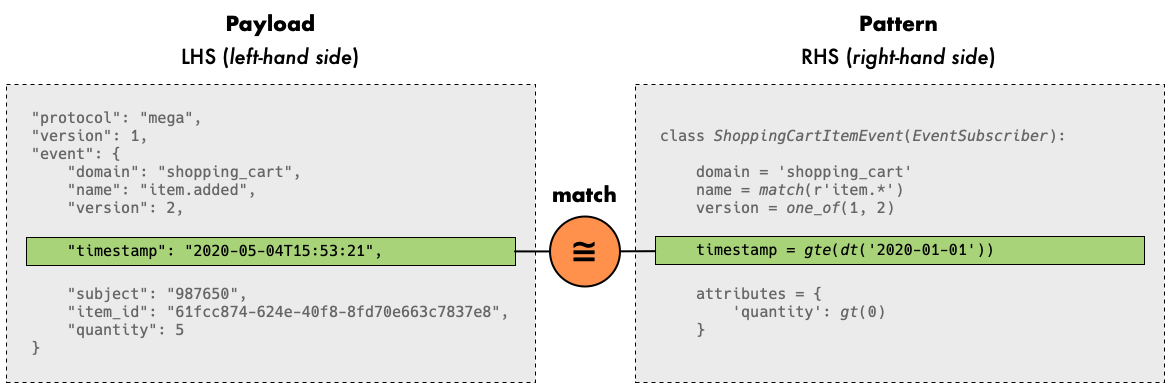 Payload
LHS (left-hand side)
"protocol": "mega",
"version": 1,
"event": {
"domain": "shopping_cart",
"name": "item.added",
"version": 2,
"timestamp": "2020-05-04T15:53:21",
"subject": "987650",
"item_id": "61fcc874-624e-40f8-8fd70e663c7837e8",
"quantity": 5
}
match
≅
Pattern
RHS (right-hand side)
class ShoppingCartItemEvent(EventSubscriber):
domain = 'shopping_cart'
name = match(r'item.*')
version = one_of(1, 2)
timestamp = gte(dt('2020-01-01'))
attributes = {
'quantity': gt(0)
}